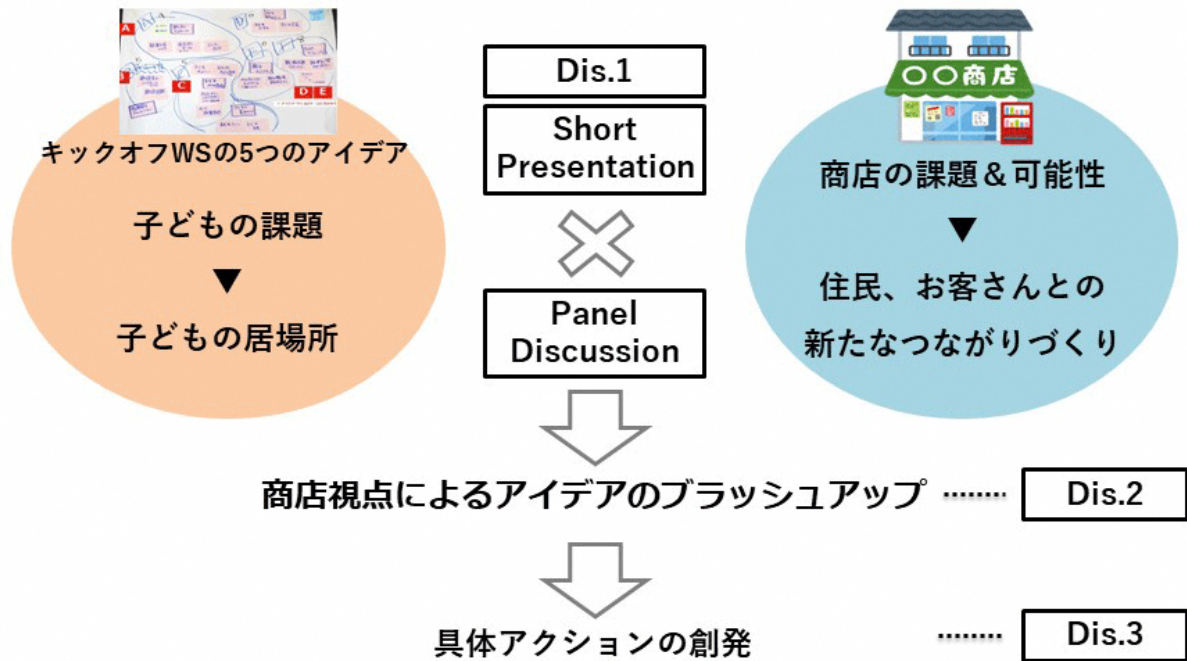 A
B
C
D E
キックオフWSの5つのアイデア
子どもの課題
▼
子どもの居場所
Dis.1
Short
Presentation
Panel
Discussion
〇〇商店
商店の課題＆可能性
▼
住民、お客さんとの
新たなつながりづくり
商店視点によるアイデアのブラッシュアップ ········ Dis.2
具体アクションの創発 ········ Dis.3